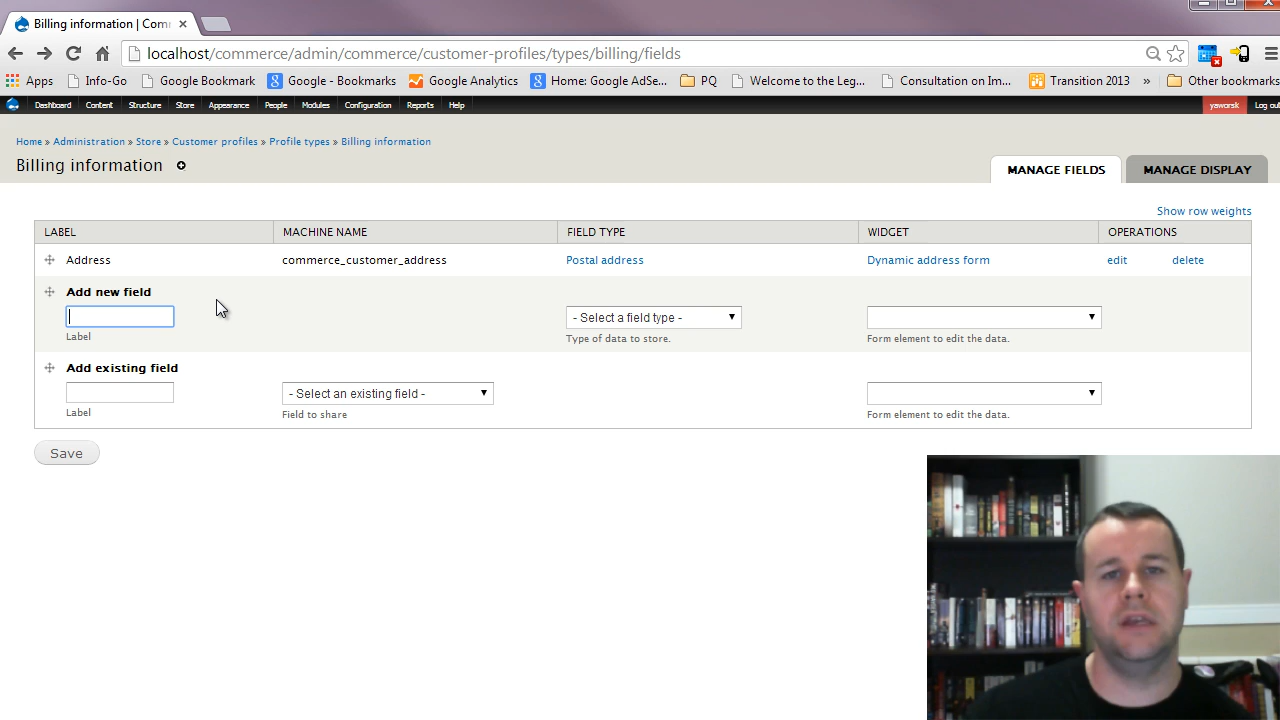 Billing information | Com
localhost/commerce/admin/commerce/customer-profiles/types/billing/fields
Apps Info-Go Google Bookmark Google - Bookmarks Google Analytics Home: Google AdSe... PQ Welcome to the Leg... Consultation on Im... Transition 2013 » Other bookmarks
Dashboard Content Structure Store Appearance People Modules Configuration Reports Help yaworsk Log out
Home » Administration » Store » Customer profiles » Profile types » Billing information
Billing information
MANAGE FIELDS MANAGE DISPLAY
Show row weights
LABEL MACHINE NAME FIELD TYPE WIDGET OPERATIONS
Address commerce_customer_address Postal address Dynamic address form edit delete
Add new field
- Select a field type -
Label Type of data to store. Form element to edit the data.
Add existing field
- Select an existing field -
Label Field to share Form element to edit the data.
Save